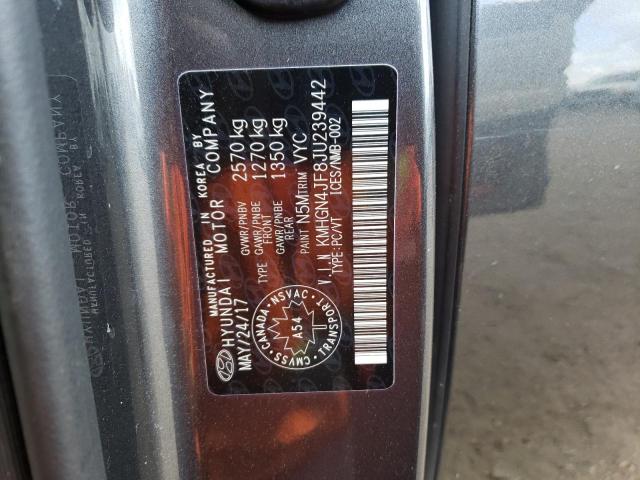 MANUFACTURED IN KOREA BY
HYUNDAI MOTOR COMPANY
MAY/24/17
GVWR/PNBV 2570 kg
TYPE GAWR/PNBE FRONT 1270 kg
GAWR/PNBE REAR 1350 kg
PAINT N5M TRIM VYC
V.I.N KMHGN4JF8JU239442
TYPE:PC/VT ICES/NMB-002
CANADA·NSVAC
A54
CMVSS TRANSPORT